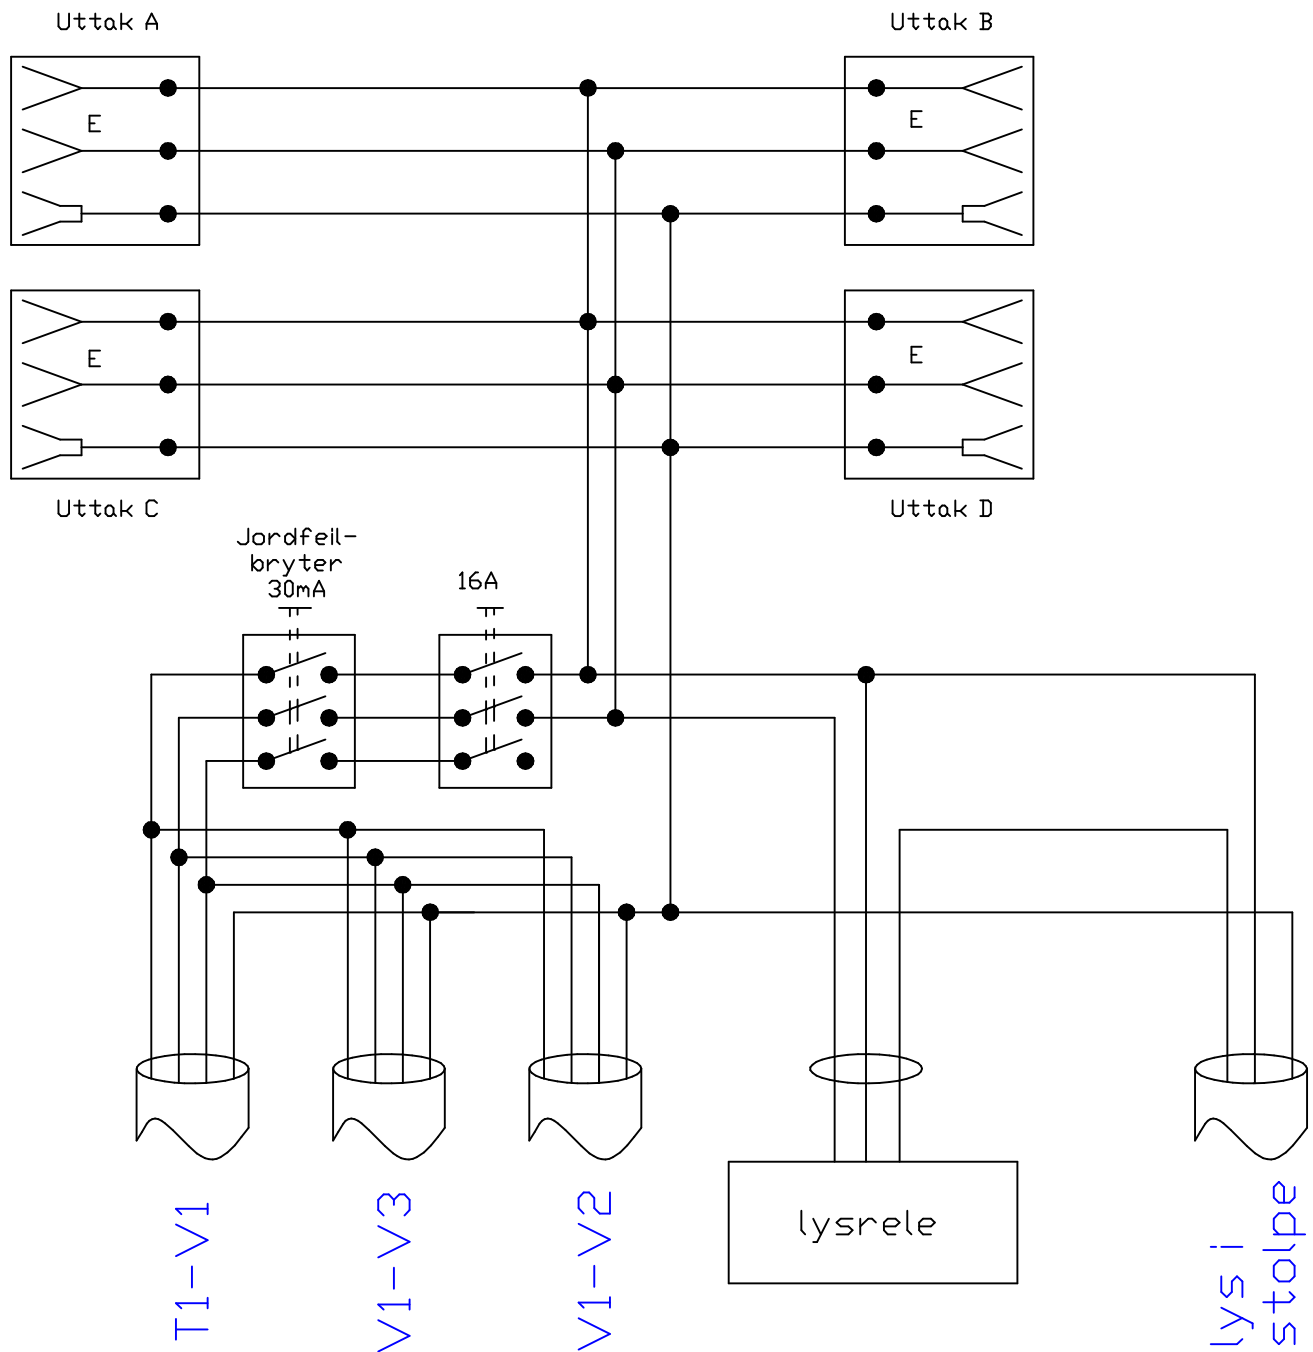 Uttak A
Uttak B
E
E
E
E
Uttak C
Uttak D
Jordfeil-
bryter
30mA
16A
T1-V1
V1-V3
V1-V2
lysrele
lys i
stolpe